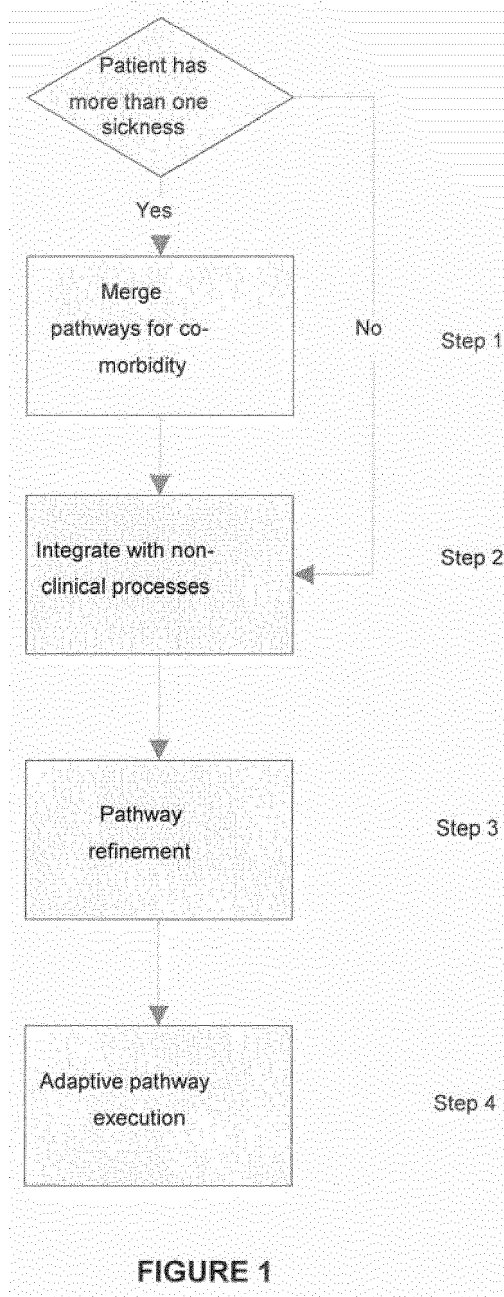 Patient has
more than one
sickness
Yes
Merge
pathways for co-
morbidity
No
Step 1
Integrate with non-
clinical processes
Step 2
Pathway
refinement
Step 3
Adaptive pathway
execution
Step 4
FIGURE 1